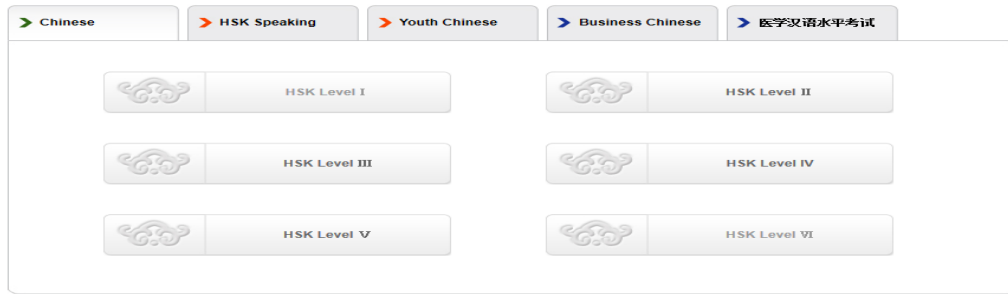 Chinese HSK Speaking Youth Chinese Business Chinese 医学汉语水平考试
HSK Level I HSK Level II
HSK Level III HSK Level IV
HSK Level V HSK Level VI